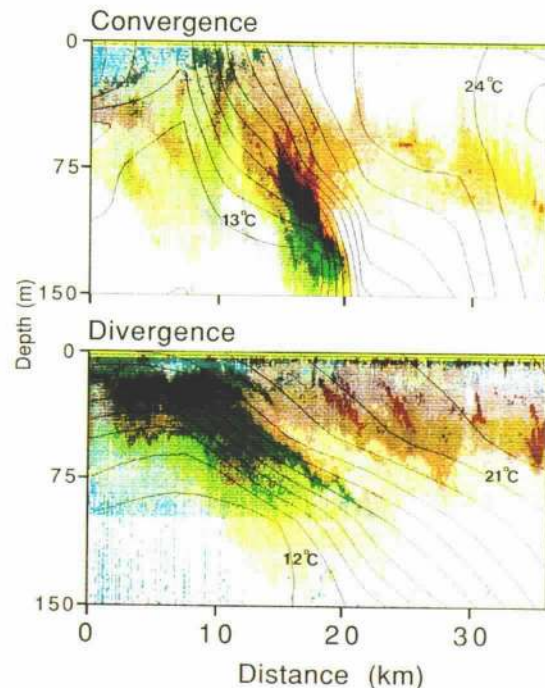 Convergence
0
24°C
75
13°C
150
Depth (m)
Divergence
0
75
21°C
12°C
150
0
10
20
30
Distance (km)